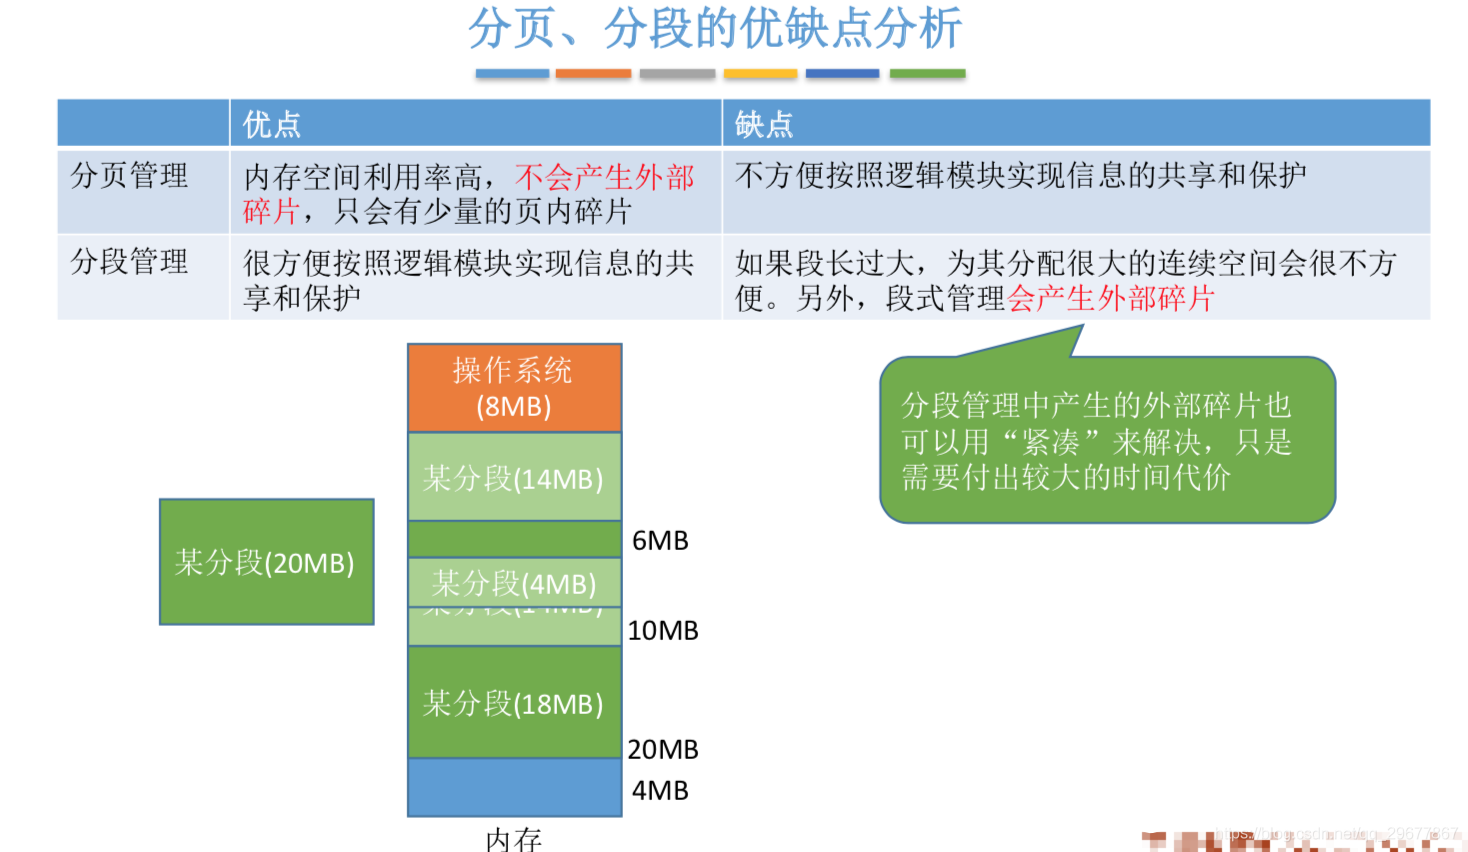 分页、分段的优缺点分析
优点
缺点
分页管理
内存空间利用率高，不会产生外部
碎片，只会有少量的页内碎片
不方便按照逻辑模块实现信息的共享和保护
分段管理
很方便按照逻辑模块实现信息的共
享和保护
如果段长过大，为其分配很大的连续空间会很不方
便。另外，段式管理会产生外部碎片
操作系统
(8MB)
某分段(14MB)
6MB
某分段(4MB)
某分段(14MB)
10MB
某分段(18MB)
20MB
4MB
内存
某分段(20MB)
分段管理中产生的外部碎片也
可以用“紧凑”来解决，只是
需要付出较大的时间代价
https://blog.csdn.net/qq_29677867